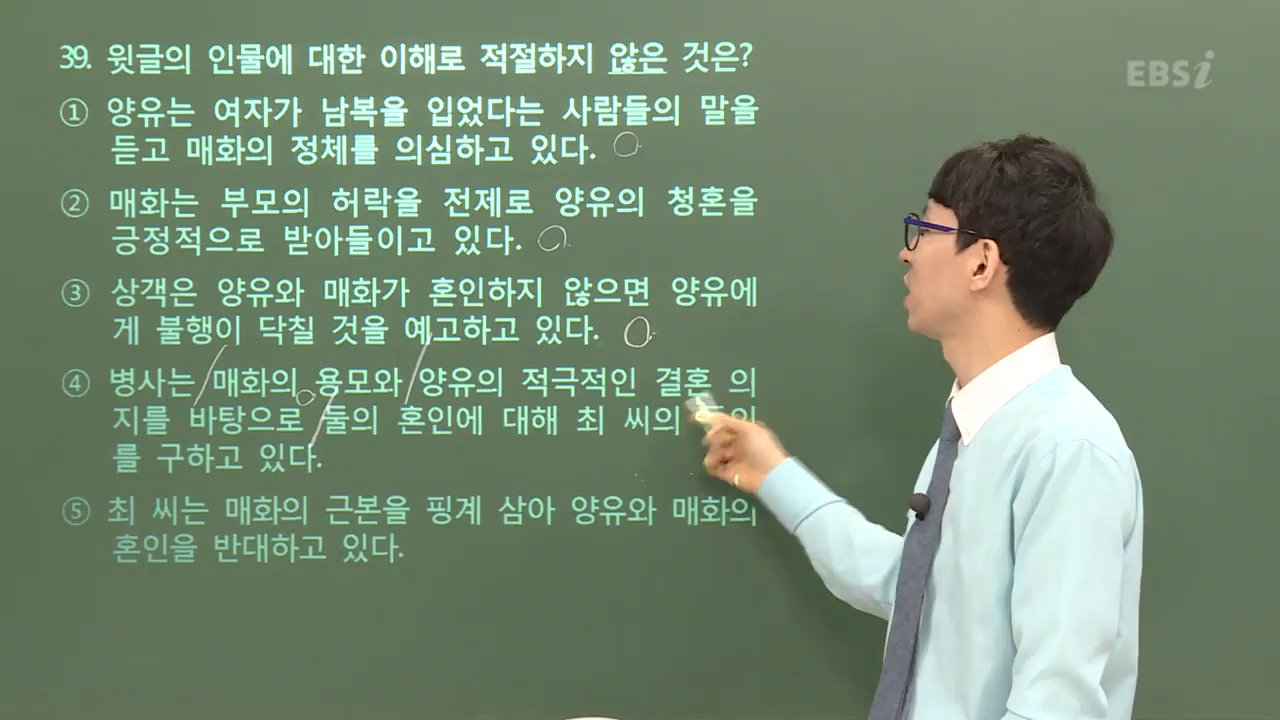 39. 윗글의 인물에 대한 이해로 적절하지 않은 것은?
① 양유는 여자가 남복을 입었다는 사람들의 말을
듣고 매화의 정체를 의심하고 있다.
② 매화는 부모의 허락을 전제로 양유의 청혼을
긍정적으로 받아들이고 있다.
③ 상객은 양유와 매화가 혼인하지 않으면 양유에
게 불행이 닥칠 것을 예고하고 있다.
④ 병사는 매화의 용모와 양유의 적극적인 결혼 의
지를 바탕으로 둘의 혼인에 대해 최 씨의
를 구하고 있다.
⑤ 최 씨는 매화의 근본을 핑계 삼아 양유와 매화의
혼인을 반대하고 있다.
EBSi